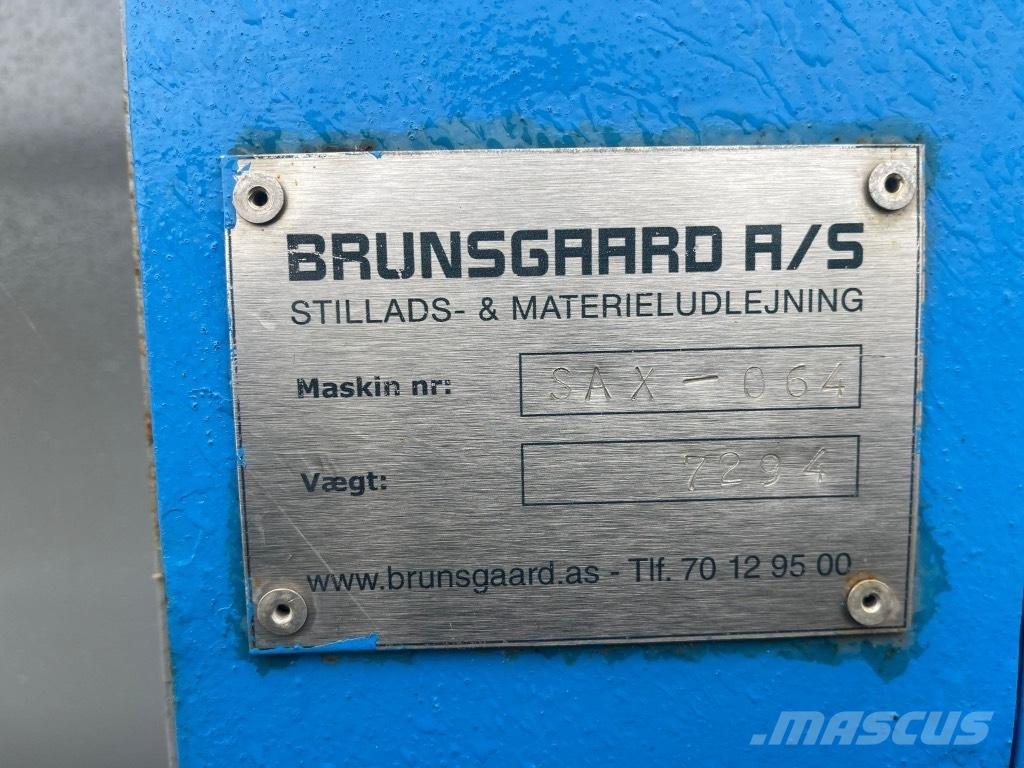 BRUNSGAARD A/S
STILLADS- & MATERIELUDLEJNING
Maskin nr: SAX-064
Vægt: 7294
www.brunsgaard.as - Tlf. 70 12 95 00
MASCUS